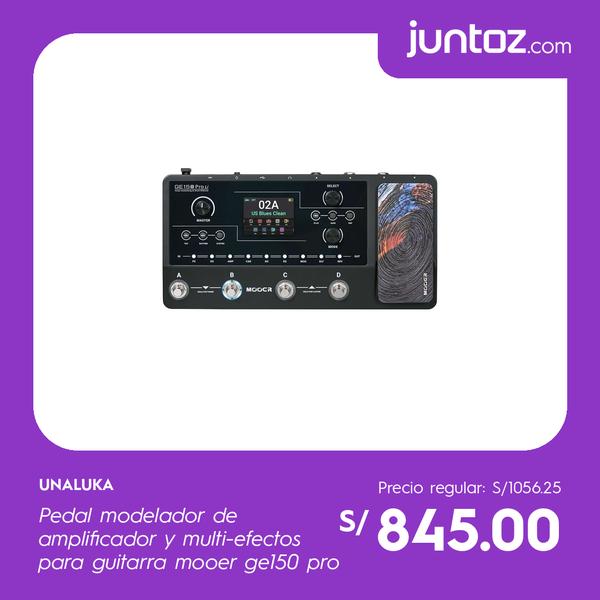 juntoz.com
GE150 Pro Li
SELECT
02A
US Blues Clean
MASTER
MODE
A
B
C
D
MOOER
MOOER
UNALUKA
Precio regular: S/1056.25
Pedal modelador de
amplificador y multi-efectos
para guitarra mooer ge150 pro
S/ 845.00